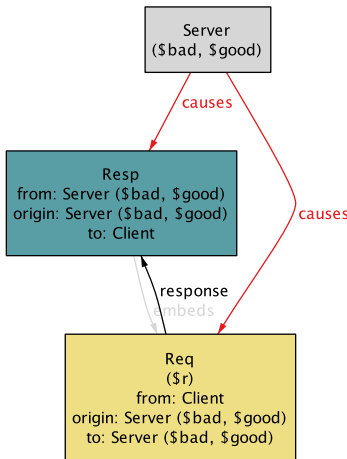 Server
($bad, $good)
causes
Resp
from: Server ($bad, $good)
origin: Server ($bad, $good)
to: Client
causes
response
embeds
Req
($r)
from: Client
origin: Server ($bad, $good)
to: Server ($bad, $good)